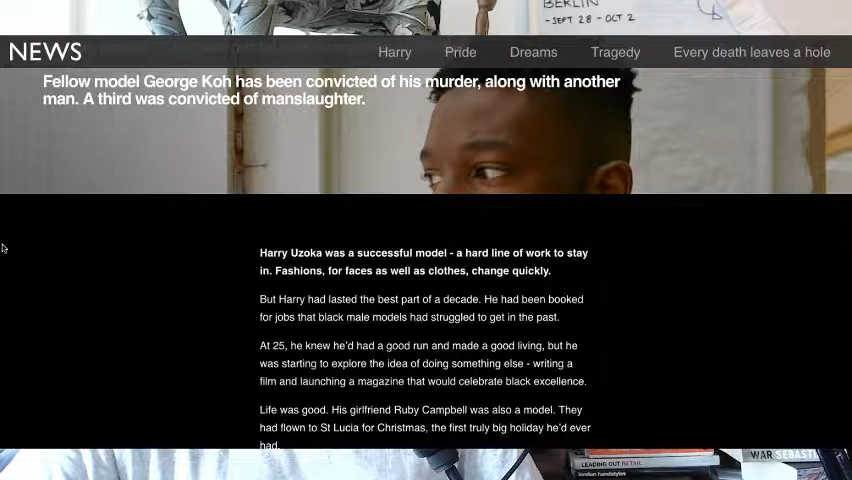 BERLIN
-SEPT 28 - OCT 2
NEWS
Harry Pride Dreams Tragedy Every death leaves a hole
Fellow model George Koh has been convicted of his murder, along with another
man. A third was convicted of manslaughter.
Harry Uzoka was a successful model - a hard line of work to stay
in. Fashions, for faces as well as clothes, change quickly.
But Harry had lasted the best part of a decade. He had been booked
for jobs that black male models had struggled to get in the past.
At 25, he knew he'd had a good run and made a good living, but he
was starting to explore the idea of doing something else - writing a
film and launching a magazine that would celebrate black excellence.
Life was good. His girlfriend Ruby Campbell was also a model. They
had flown to St Lucia for Christmas, the first truly big holiday he'd ever
had.
LEADING OUT RETAIL
london hairstyles
WAR